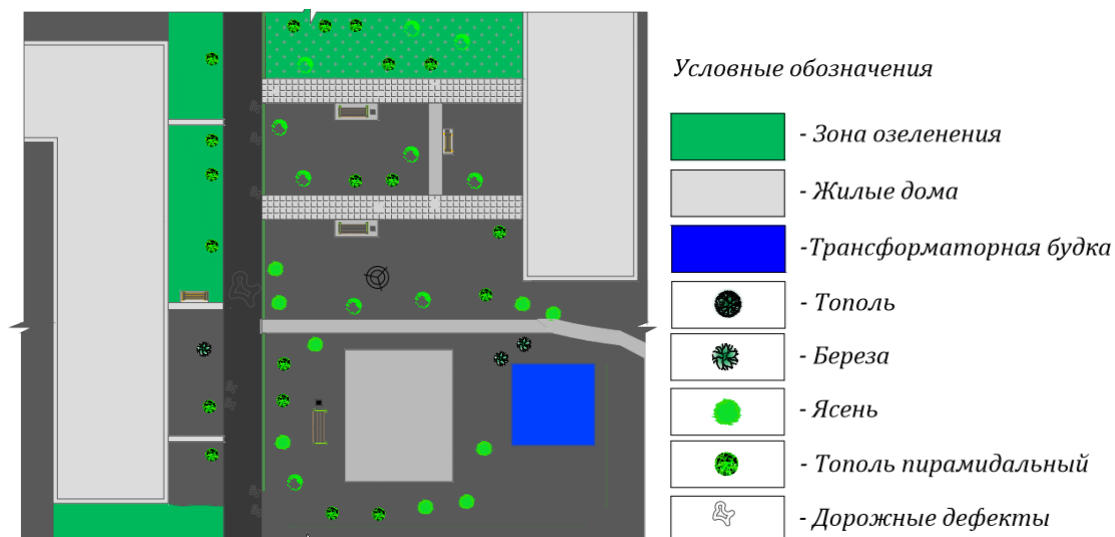 Условные обозначения
- Зона озеленения
- Жилые дома
-Трансформаторная будка
- Тополь
- Береза
- Ясень
- Тополь пирамидальный
- Дорожные дефекты